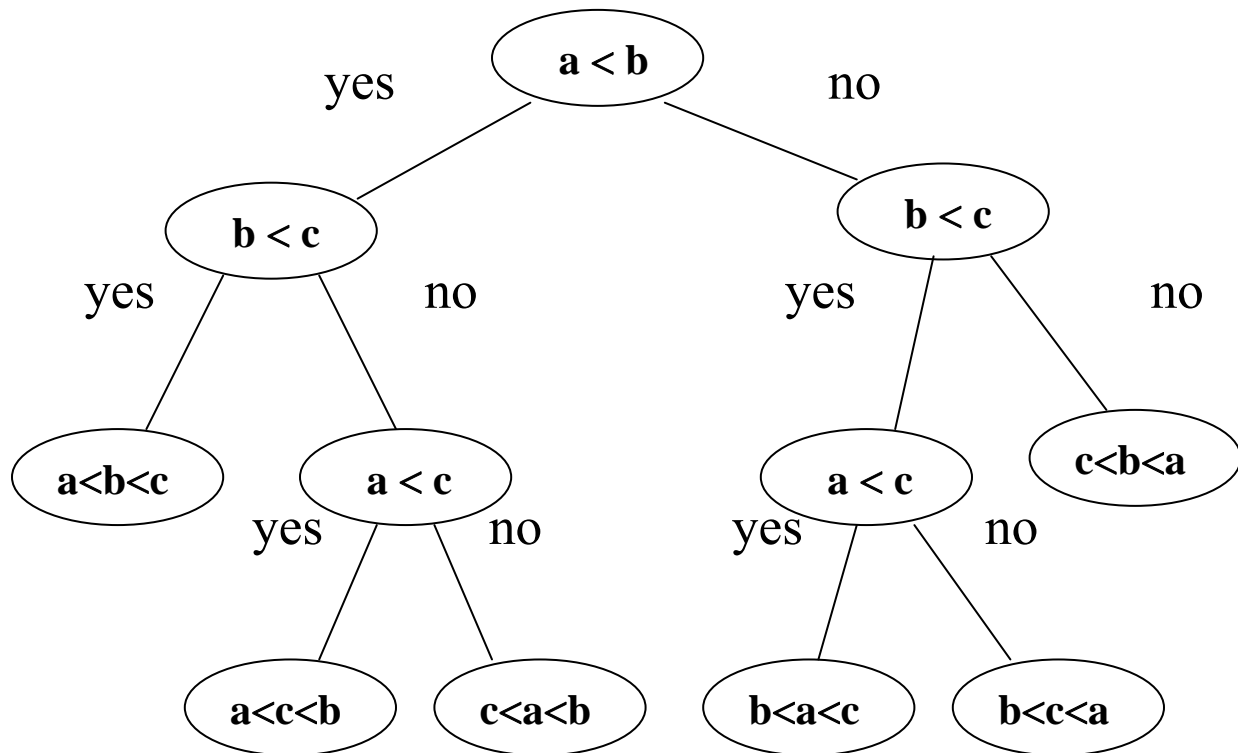 a < b
yes
no
b < c
b < c
yes
no
yes
no
a<b<c
a < c
a < c
c<b<a
yes
no
yes
no
a<c<b
c<a<b
b<a<c
b<c<a